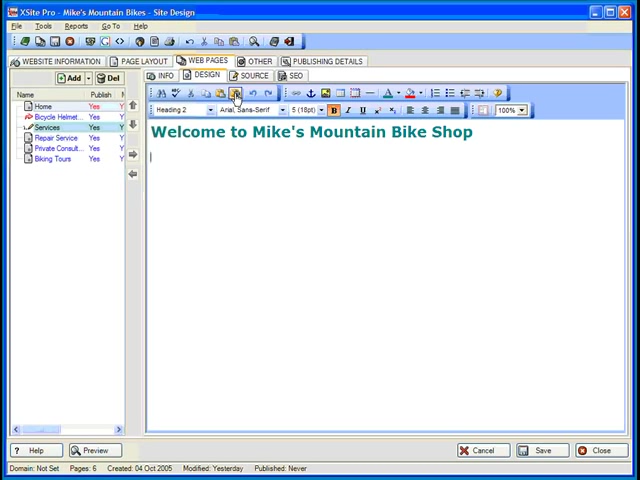 XSite Pro - Mike's Mountain Bikes - Site Design
File Tools Reports Go To Help
WEBSITE INFORMATION PAGE LAYOUT WEB PAGES OTHER PUBLISHING DETAILS
Add Del
INFO DESIGN SOURCE SEO
Name Publish
Home Yes Y
Bicycle Helmet... Yes Y
Services Yes Y
Repair Service Yes Y
Private Consult... Yes Y
Biking Tours Yes Y
Heading 2 Arial, Sans-Serif 5 (18pt) B I U 100%
Welcome to Mike's Mountain Bike Shop
? Help Preview Cancel Save Close
Domain: Not Set Pages: 6 Created: 04 Oct 2005 Modified: Yesterday Published: Never